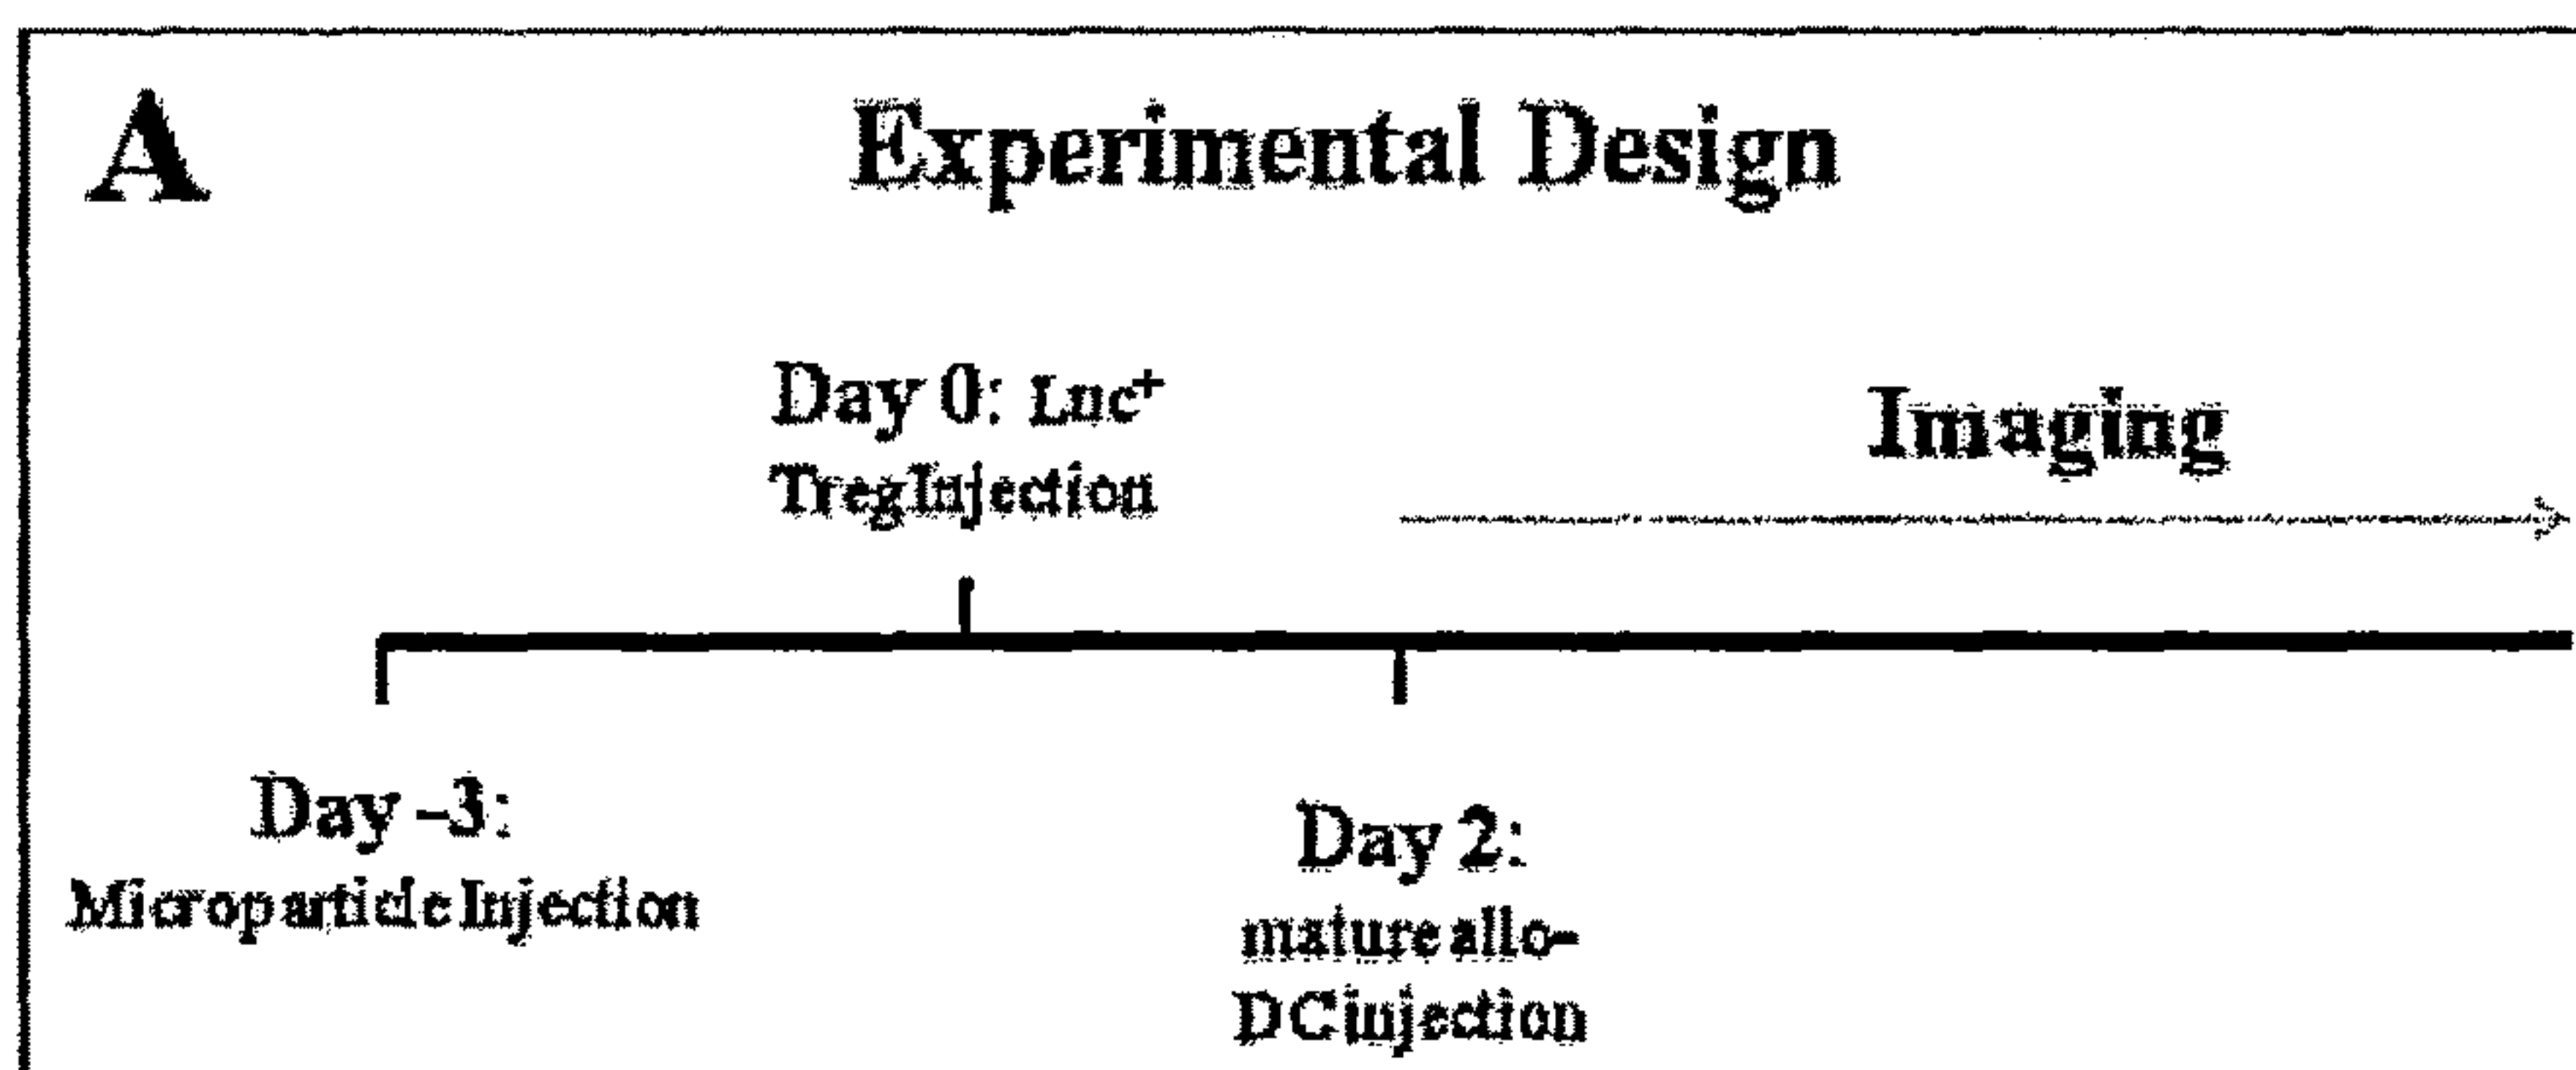 A
Experimental Design
Day 0: Luc⁺
Treg Injection
Imaging
Day -3:
Microparticle Injection
Day 2:
mature allo-
DC injection